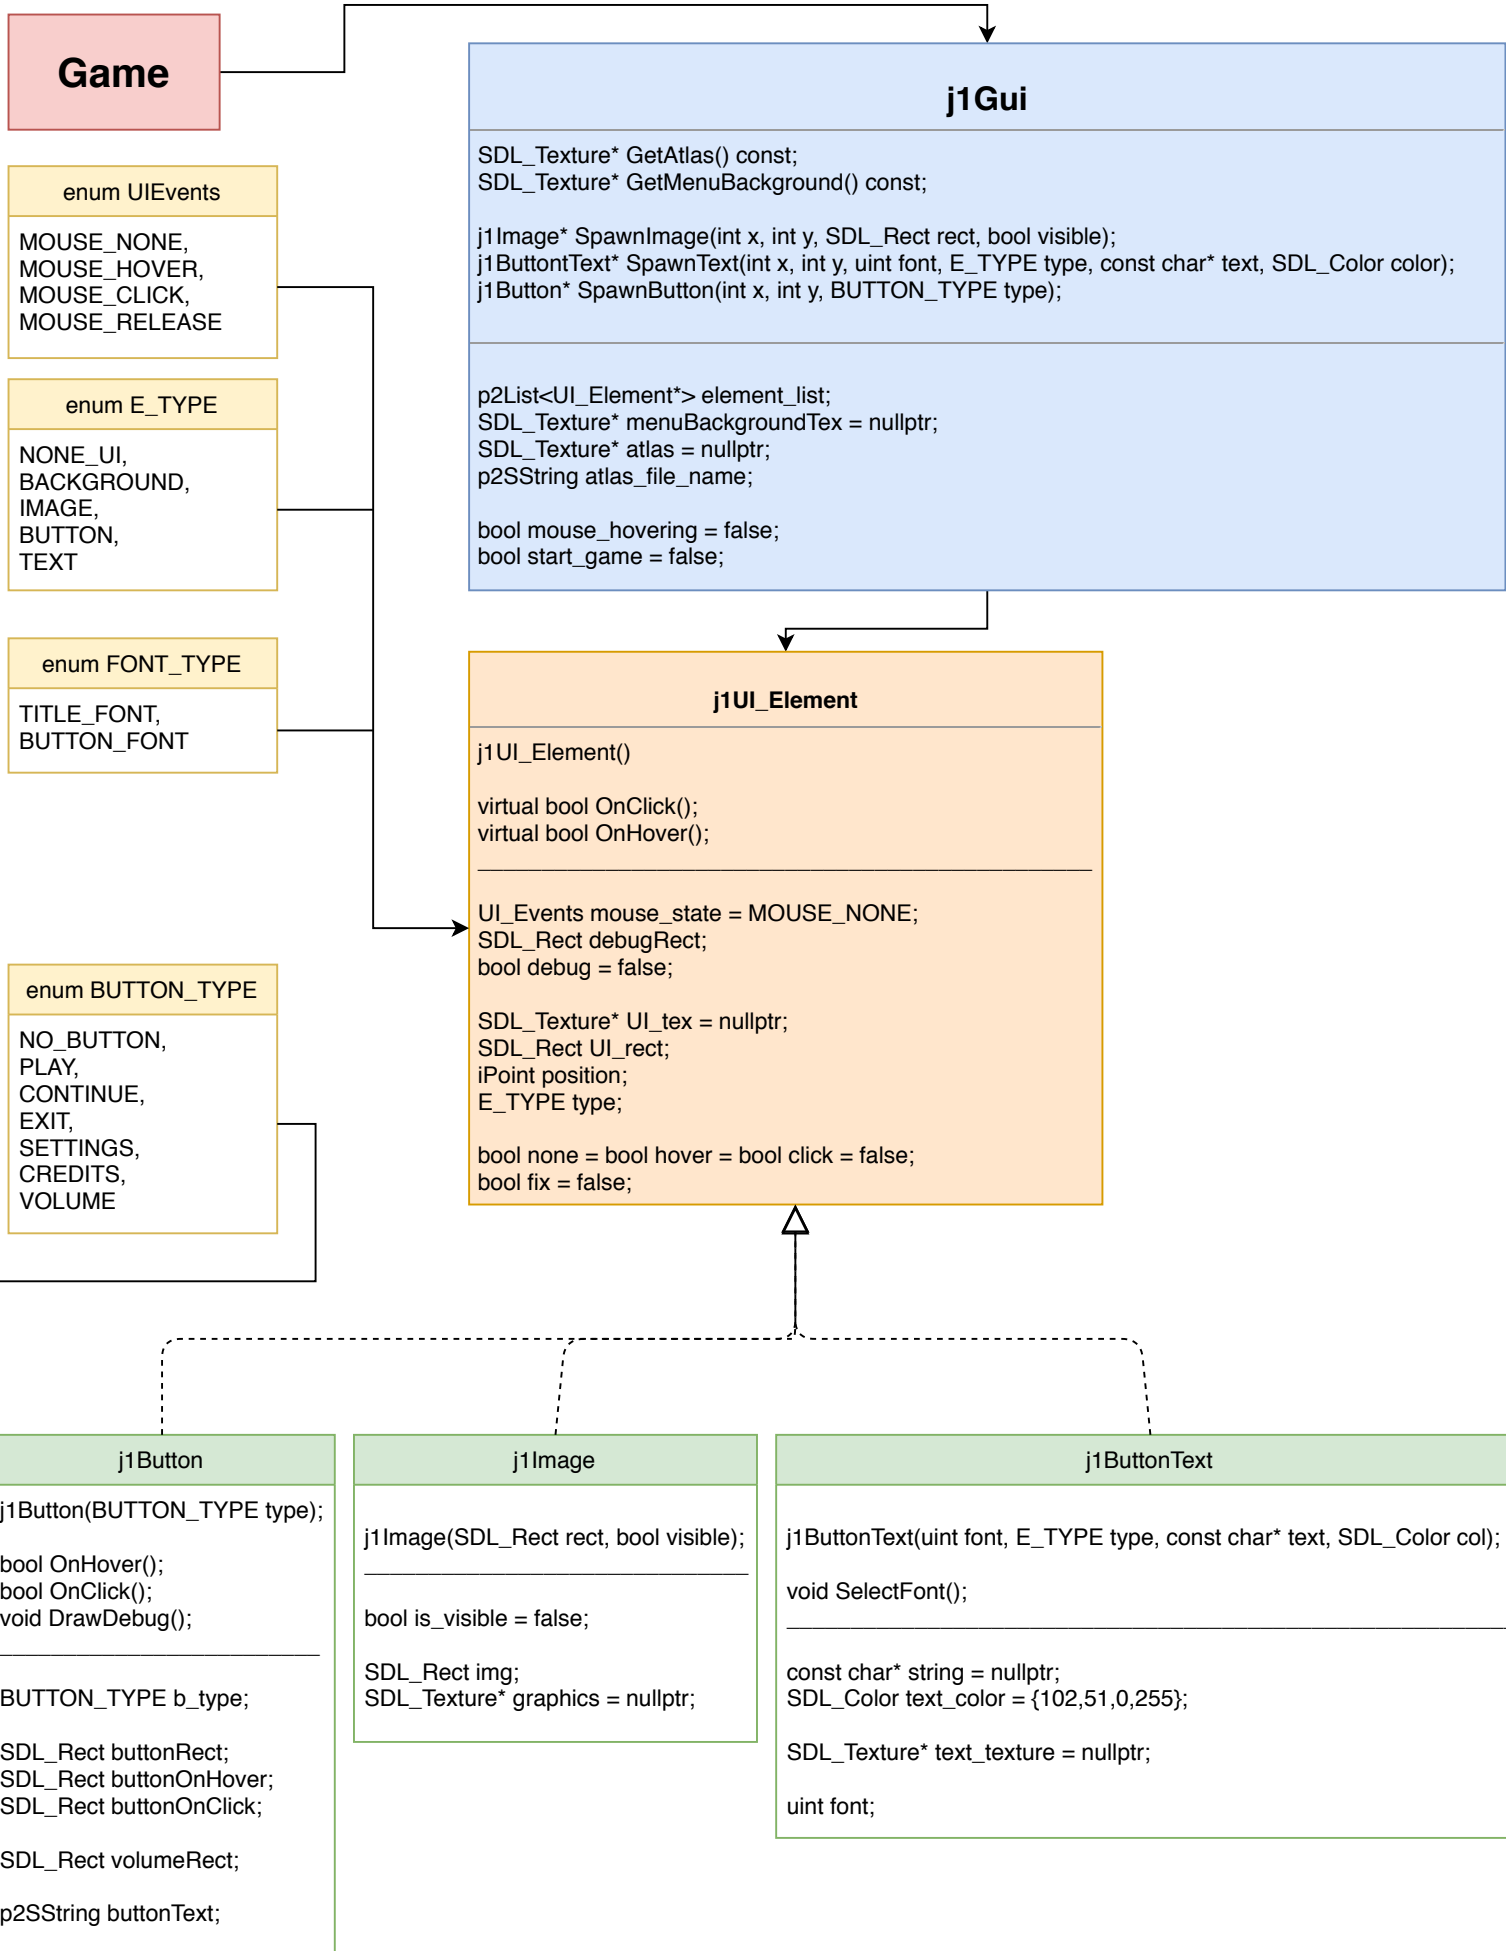 Game
j1Gui
SDL_Texture* GetAtlas() const;
SDL_Texture* GetMenuBackground() const;
j1Image* SpawnImage(int x, int y, SDL_Rect rect, bool visible);
j1ButtontText* SpawnText(int x, int y, uint font, E_TYPE type, const char* text, SDL_Color color);
j1Button* SpawnButton(int x, int y, BUTTON_TYPE type);
p2List<UI_Element*> element_list;
SDL_Texture* menuBackgroundTex = nullptr;
SDL_Texture* atlas = nullptr;
p2SString atlas_file_name;
bool mouse_hovering = false;
bool start_game = false;
enum UIEvents
MOUSE_NONE,
MOUSE_HOVER,
MOUSE_CLICK,
MOUSE_RELEASE
enum E_TYPE
NONE_UI,
BACKGROUND,
IMAGE,
BUTTON,
TEXT
enum FONT_TYPE
TITLE_FONT,
BUTTON_FONT
enum BUTTON_TYPE
NO_BUTTON,
PLAY,
CONTINUE,
EXIT,
SETTINGS,
CREDITS,
VOLUME
j1UI_Element
j1UI_Element()
virtual bool OnClick();
virtual bool OnHover();
UI_Events mouse_state = MOUSE_NONE;
SDL_Rect debugRect;
bool debug = false;
SDL_Texture* UI_tex = nullptr;
SDL_Rect UI_rect;
iPoint position;
E_TYPE type;
bool none = bool hover = bool click = false;
bool fix = false;
j1Button
j1Button(BUTTON_TYPE type);
bool OnHover();
bool OnClick();
void DrawDebug();
BUTTON_TYPE b_type;
SDL_Rect buttonRect;
SDL_Rect buttonOnHover;
SDL_Rect buttonOnClick;
SDL_Rect volumeRect;
p2SString buttonText;
j1Image
j1Image(SDL_Rect rect, bool visible);
bool is_visible = false;
SDL_Rect img;
SDL_Texture* graphics = nullptr;
j1ButtonText
j1ButtonText(uint font, E_TYPE type, const char* text, SDL_Color col);
void SelectFont();
const char* string = nullptr;
SDL_Color text_color = {102,51,0,255};
SDL_Texture* text_texture = nullptr;
uint font;